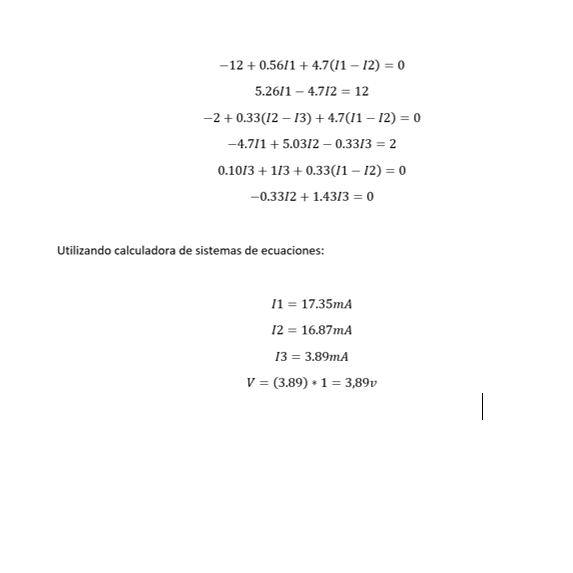 −12 + 0.56I1 + 4.7(I1 − I2) = 0
5.26I1 − 4.7I2 = 12
−2 + 0.33(I2 − I3) + 4.7(I1 − I2) = 0
−4.7I1 + 5.03I2 − 0.33I3 = 2
0.10I3 + 1I3 + 0.33(I1 − I2) = 0
−0.33I2 + 1.43I3 = 0
Utilizando calculadora de sistemas de ecuaciones:
I1 = 17.35mA
I2 = 16.87mA
I3 = 3.89mA
V = (3.89) ∗ 1 = 3,89v